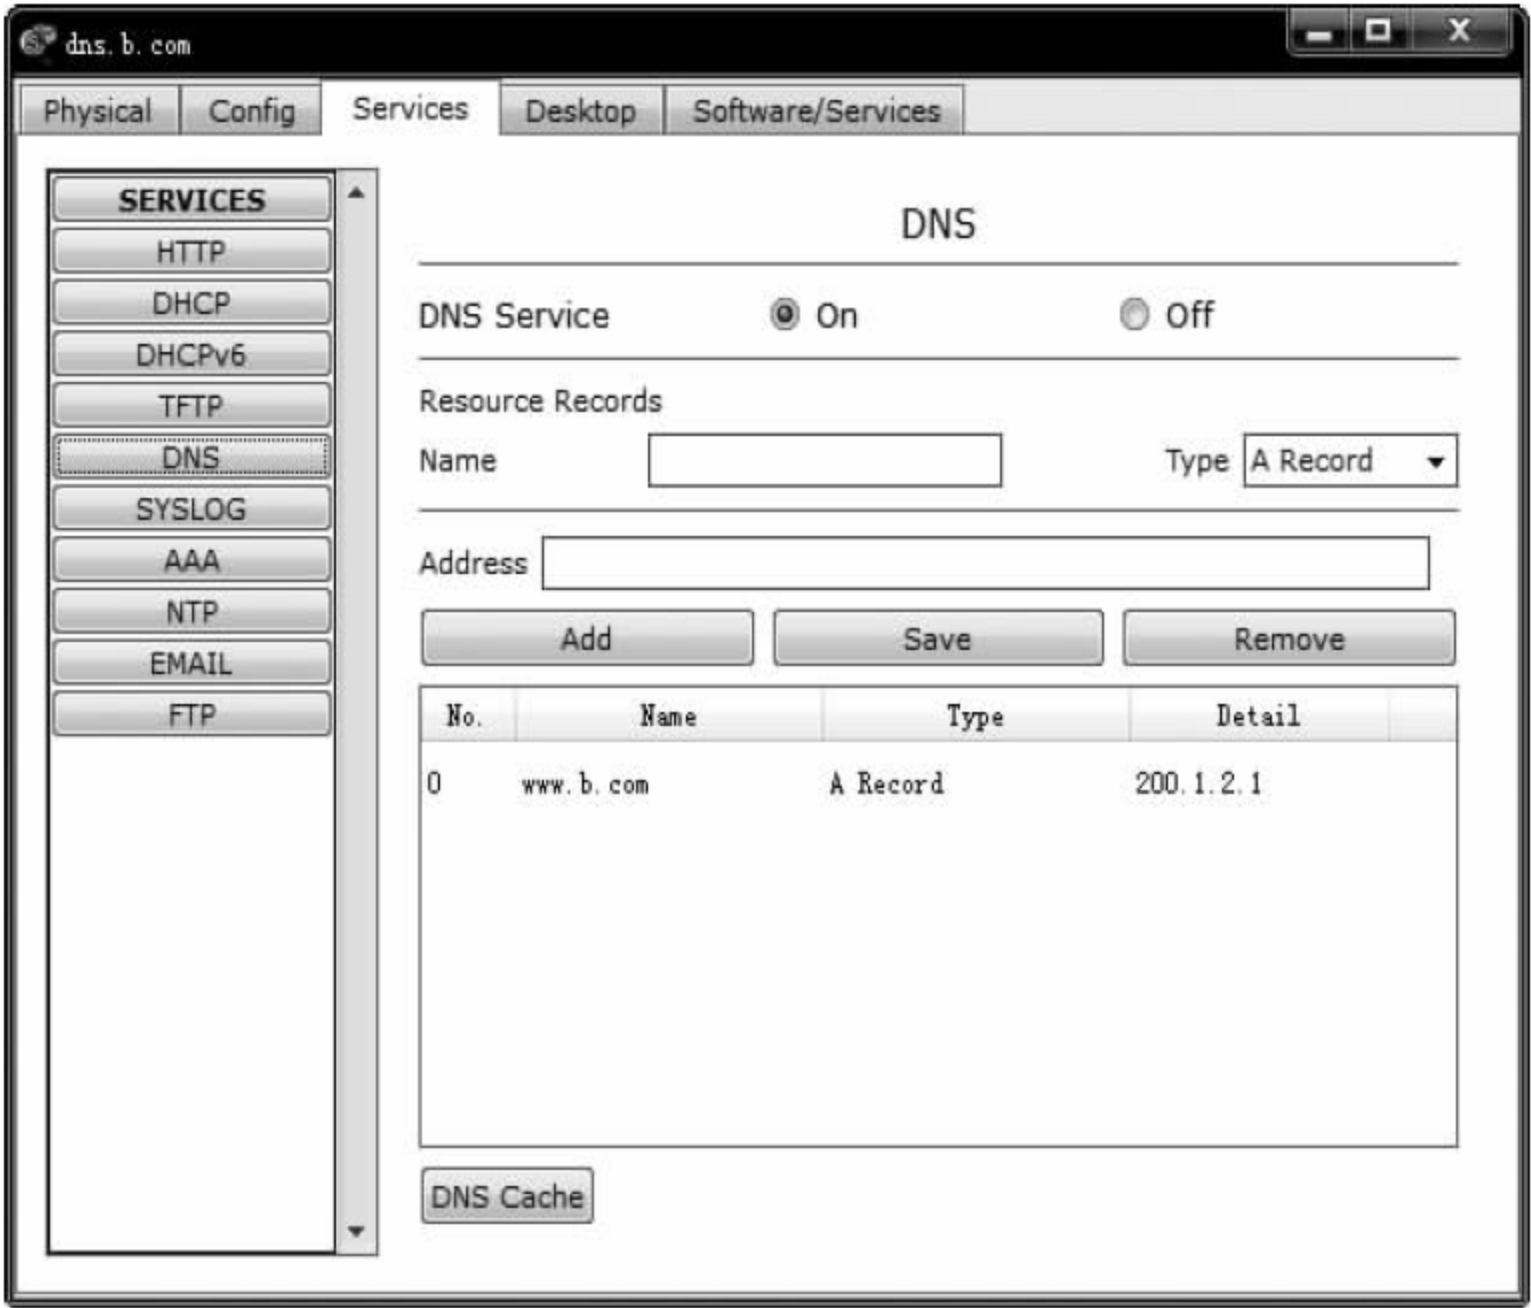 dns.b.com
Physical Config Services Desktop Software/Services
SERVICES
HTTP
DHCP
DHCPv6
TFTP
DNS
SYSLOG
AAA
NTP
EMAIL
FTP
DNS
DNS Service On Off
Resource Records
Name Type A Record
Address
Add Save Remove
No. Name Type Detail
0 www.b.com A Record 200.1.2.1
DNS Cache